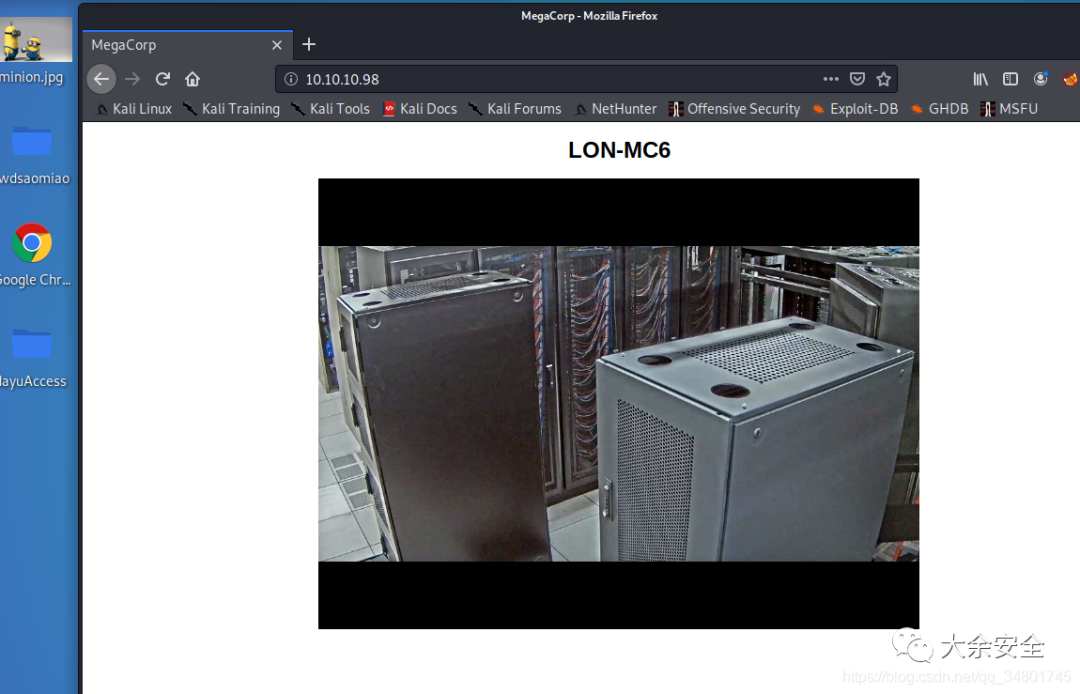 MegaCorp - Mozilla Firefox
MegaCorp
10.10.10.98
Kali Linux Kali Training Kali Tools Kali Docs Kali Forums NetHunter Offensive Security Exploit-DB GHDB MSFU
minion.jpg
wdsaomiao
Google Chr...
dayuAccess
LON-MC6
大余安全
https://blog.csdn.net/qq_34801745